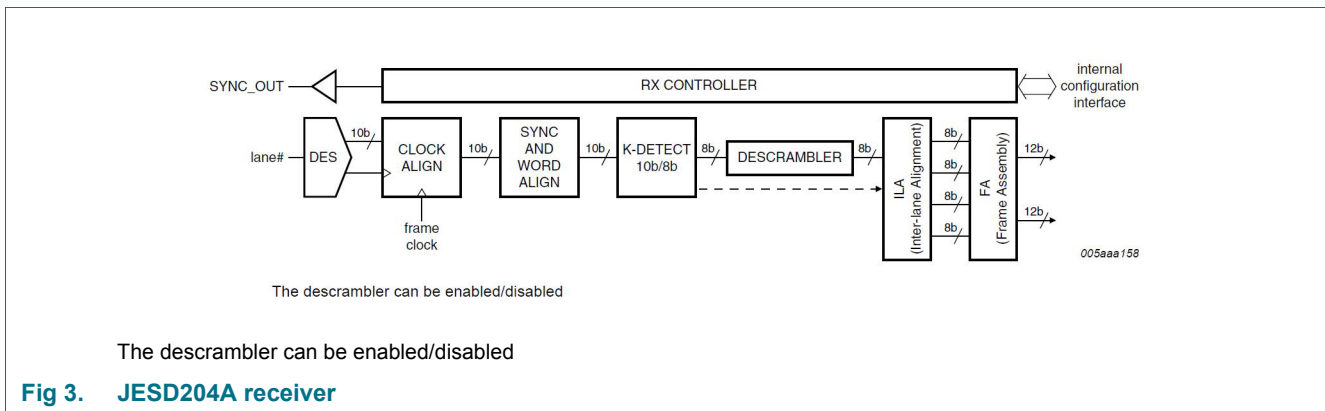 SYNC_OUT
RX CONTROLLER
internal
configuration
interface
lane#
DES
10b
CLOCK
ALIGN
frame
clock
10b
SYNC
AND
WORD
ALIGN
10b
K-DETECT
10b/8b
8b
DESCRAMBLER
8b
ILA
(Inter-lane Alignment)
8b
8b
8b
8b
FA
(Frame Assembly)
12b
12b
005aaa158
The descrambler can be enabled/disabled
The descrambler can be enabled/disabled
Fig 3. JESD204A receiver